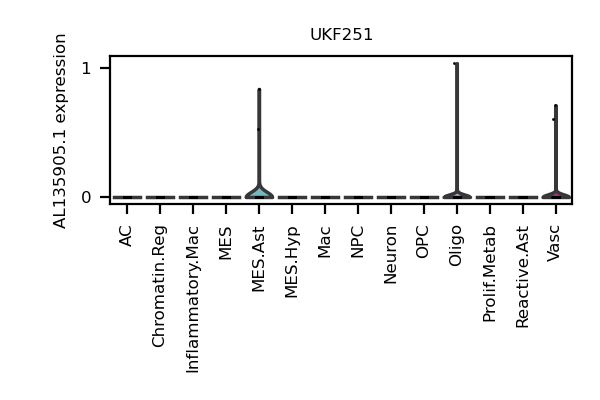 UKF251
AL135905.1 expression
1
0
AC
Chromatin.Reg
Inflammatory.Mac
MES
MES.Ast
MES.Hyp
Mac
NPC
Neuron
OPC
Oligo
Prolif.Metab
Reactive.Ast
Vasc